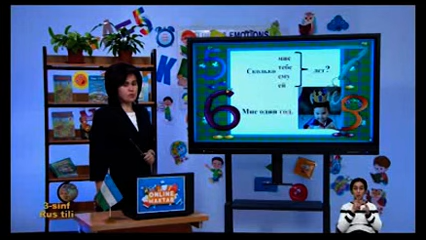 EMOTIONS
мне
тебе
Сколько ему лет?
ей
Мне один год.
ONLINE
MAKTAB
3-sinf
Rus tili